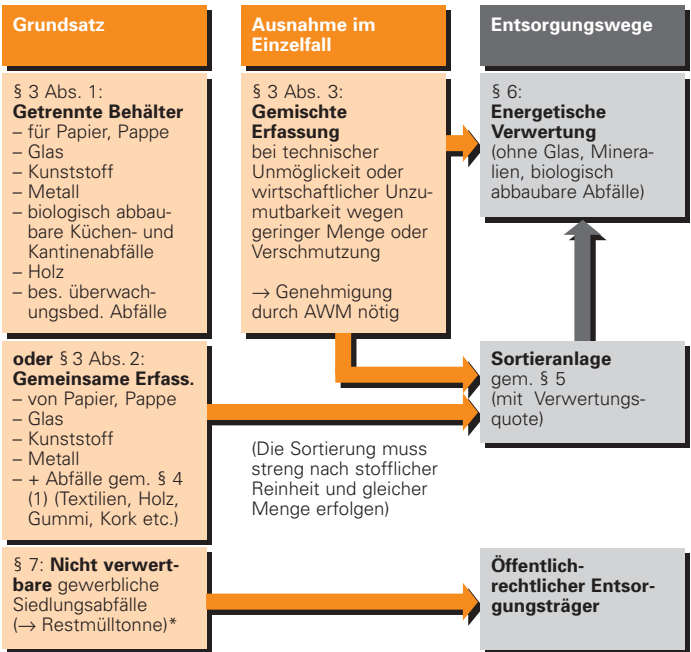 Grundsatz
§ 3 Abs. 1:
Getrennte Behälter
– für Papier, Pappe
– Glas
– Kunststoff
– Metall
– biologisch abbau-
bare Küchen- und
Kantinenabfälle
– Holz
– bes. überwach-
ungsbed. Abfälle
oder § 3 Abs. 2:
Gemeinsame Erfass.
– von Papier, Pappe
– Glas
– Kunststoff
– Metall
– + Abfälle gem. § 4
(1) (Textilien, Holz,
Gummi, Kork etc.)
§ 7: Nicht verwert-
bare gewerbliche
Siedlungsabfälle
(→ Restmülltonne)*
Ausnahme im
Einzelfall
§ 3 Abs. 3:
Gemischte
Erfassung
bei technischer
Unmöglickeit oder
wirtschaftlicher Unzu-
mutbarkeit wegen
geringer Menge oder
Verschmutzung
→ Genehmigung
durch AWM nötig
(Die Sortierung muss
streng nach stofflicher
Reinheit und gleicher
Menge erfolgen)
Entsorgungswege
§ 6:
Energetische
Verwertung
(ohne Glas, Minera-
lien, biologisch
abbaubare Abfälle)
Sortieranlage
gem. § 5
(mit Verwertungs-
quote)
Öffentlich-
rechtlicher Entsor-
gungsträger